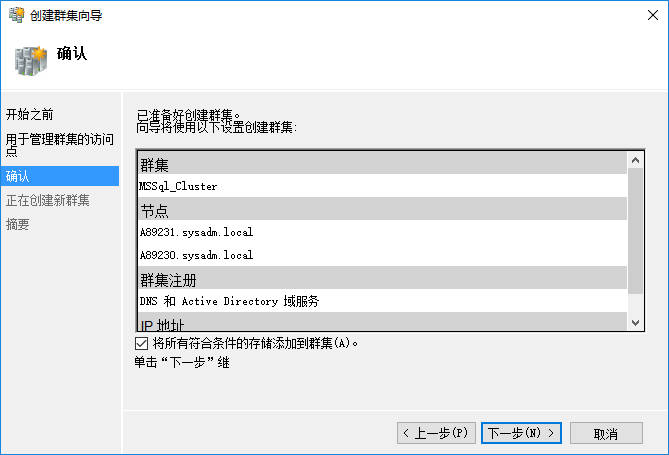 创建群集向导
确认
开始之前
用于管理群集的访问
点
确认
正在创建新群集
摘要
已准备好创建群集。
向导将使用以下设置创建群集:
群集
MSSql_Cluster
节点
A89231.sysadm.local
A89230.sysadm.local
群集注册
DNS 和 Active Directory 域服务
IP 地址
将所有符合条件的存储添加到群集(A)。
单击“下一步”继
< 上一步(P)
下一步(N) >
取消